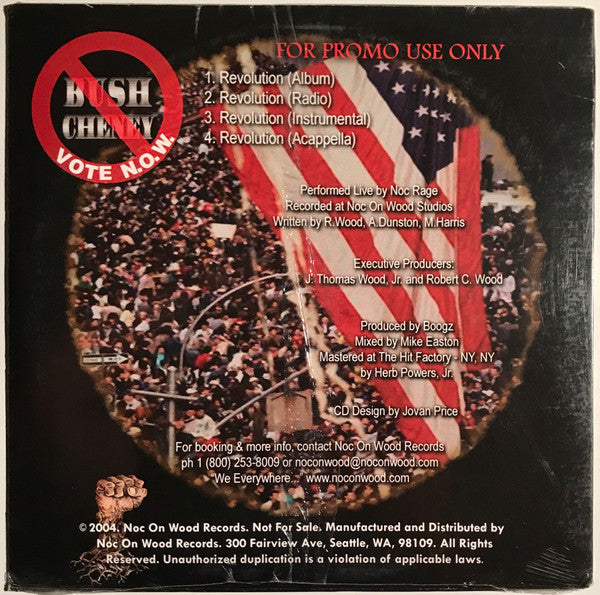 BUSH
CHENEY
VOTE N.O.W.
FOR PROMO USE ONLY
1. Revolution (Album)
2. Revolution (Radio)
3. Revolution (Instrumental)
4. Revolution (Acappella)
Performed Live by Noc Rage
Recorded at Noc On Wood Studios
Written by R.Wood, A.Dunston, M.Harris
Executive Producers:
J. Thomas Wood, Jr. and Robert C. Wood
Produced by Boogz
Mixed by Mike Easton
Mastered at The Hit Factory - NY, NY
by Herb Powers, Jr.
CD Design by Jovan Price
For booking & more info, contact Noc On Wood Records
ph 1 (800) 253-8009 or noconwood@noconwood.com
"We Everywhere..." www.noconwood.com
© 2004. Noc On Wood Records. Not For Sale. Manufactured and Distributed by
Noc On Wood Records. 300 Fairview Ave, Seattle, WA, 98109. All Rights
Reserved. Unauthorized duplication is a violation of applicable laws.